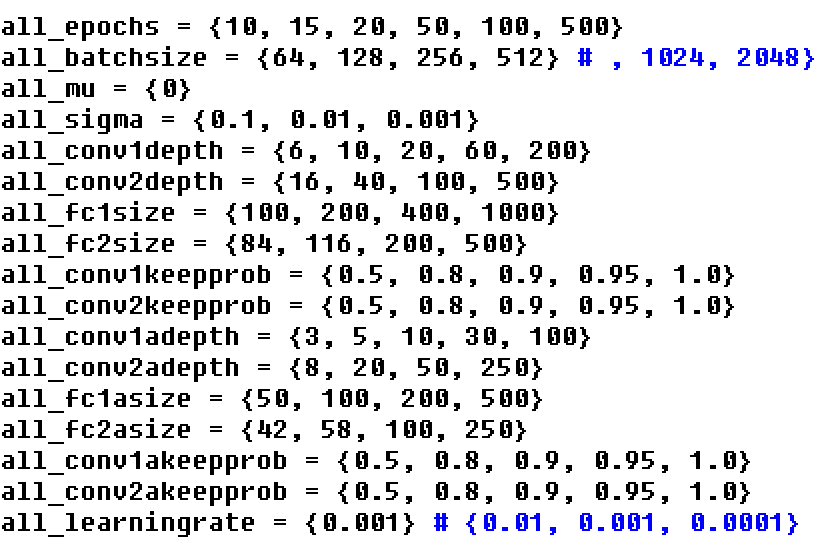 all_epochs = {10, 15, 20, 50, 100, 500}
all_batchsize = {64, 128, 256, 512} # , 1024, 2048}
all_mu = {0}
all_sigma = {0.1, 0.01, 0.001}
all_conv1depth = {6, 10, 20, 60, 200}
all_conv2depth = {16, 40, 100, 500}
all_fc1size = {100, 200, 400, 1000}
all_fc2size = {84, 116, 200, 500}
all_conv1keepprob = {0.5, 0.8, 0.9, 0.95, 1.0}
all_conv2keepprob = {0.5, 0.8, 0.9, 0.95, 1.0}
all_conv1adepth = {3, 5, 10, 30, 100}
all_conv2adepth = {8, 20, 50, 250}
all_fc1asize = {50, 100, 200, 500}
all_fc2asize = {42, 58, 100, 250}
all_conv1akeepprob = {0.5, 0.8, 0.9, 0.95, 1.0}
all_conv2akeepprob = {0.5, 0.8, 0.9, 0.95, 1.0}
all_learningrate = {0.001} # {0.01, 0.001, 0.0001}